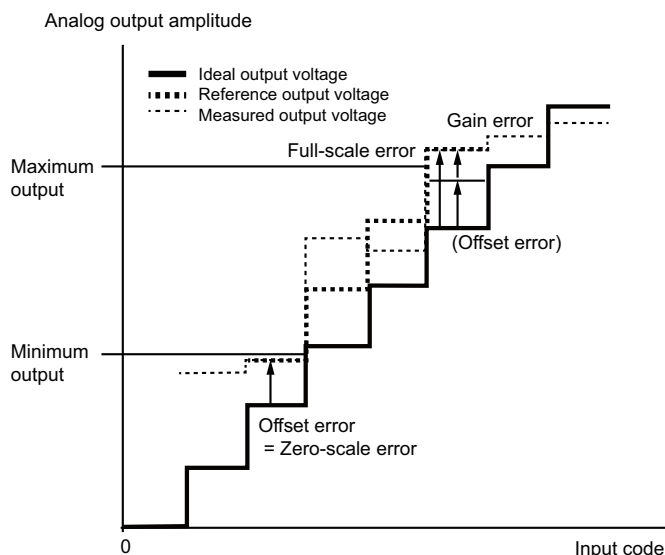 Analog output amplitude
Ideal output voltage
Reference output voltage
Measured output voltage
Gain error
Full-scale error
Maximum
output
(Offset error)
Minimum
output
Offset error
= Zero-scale error
0
Input code